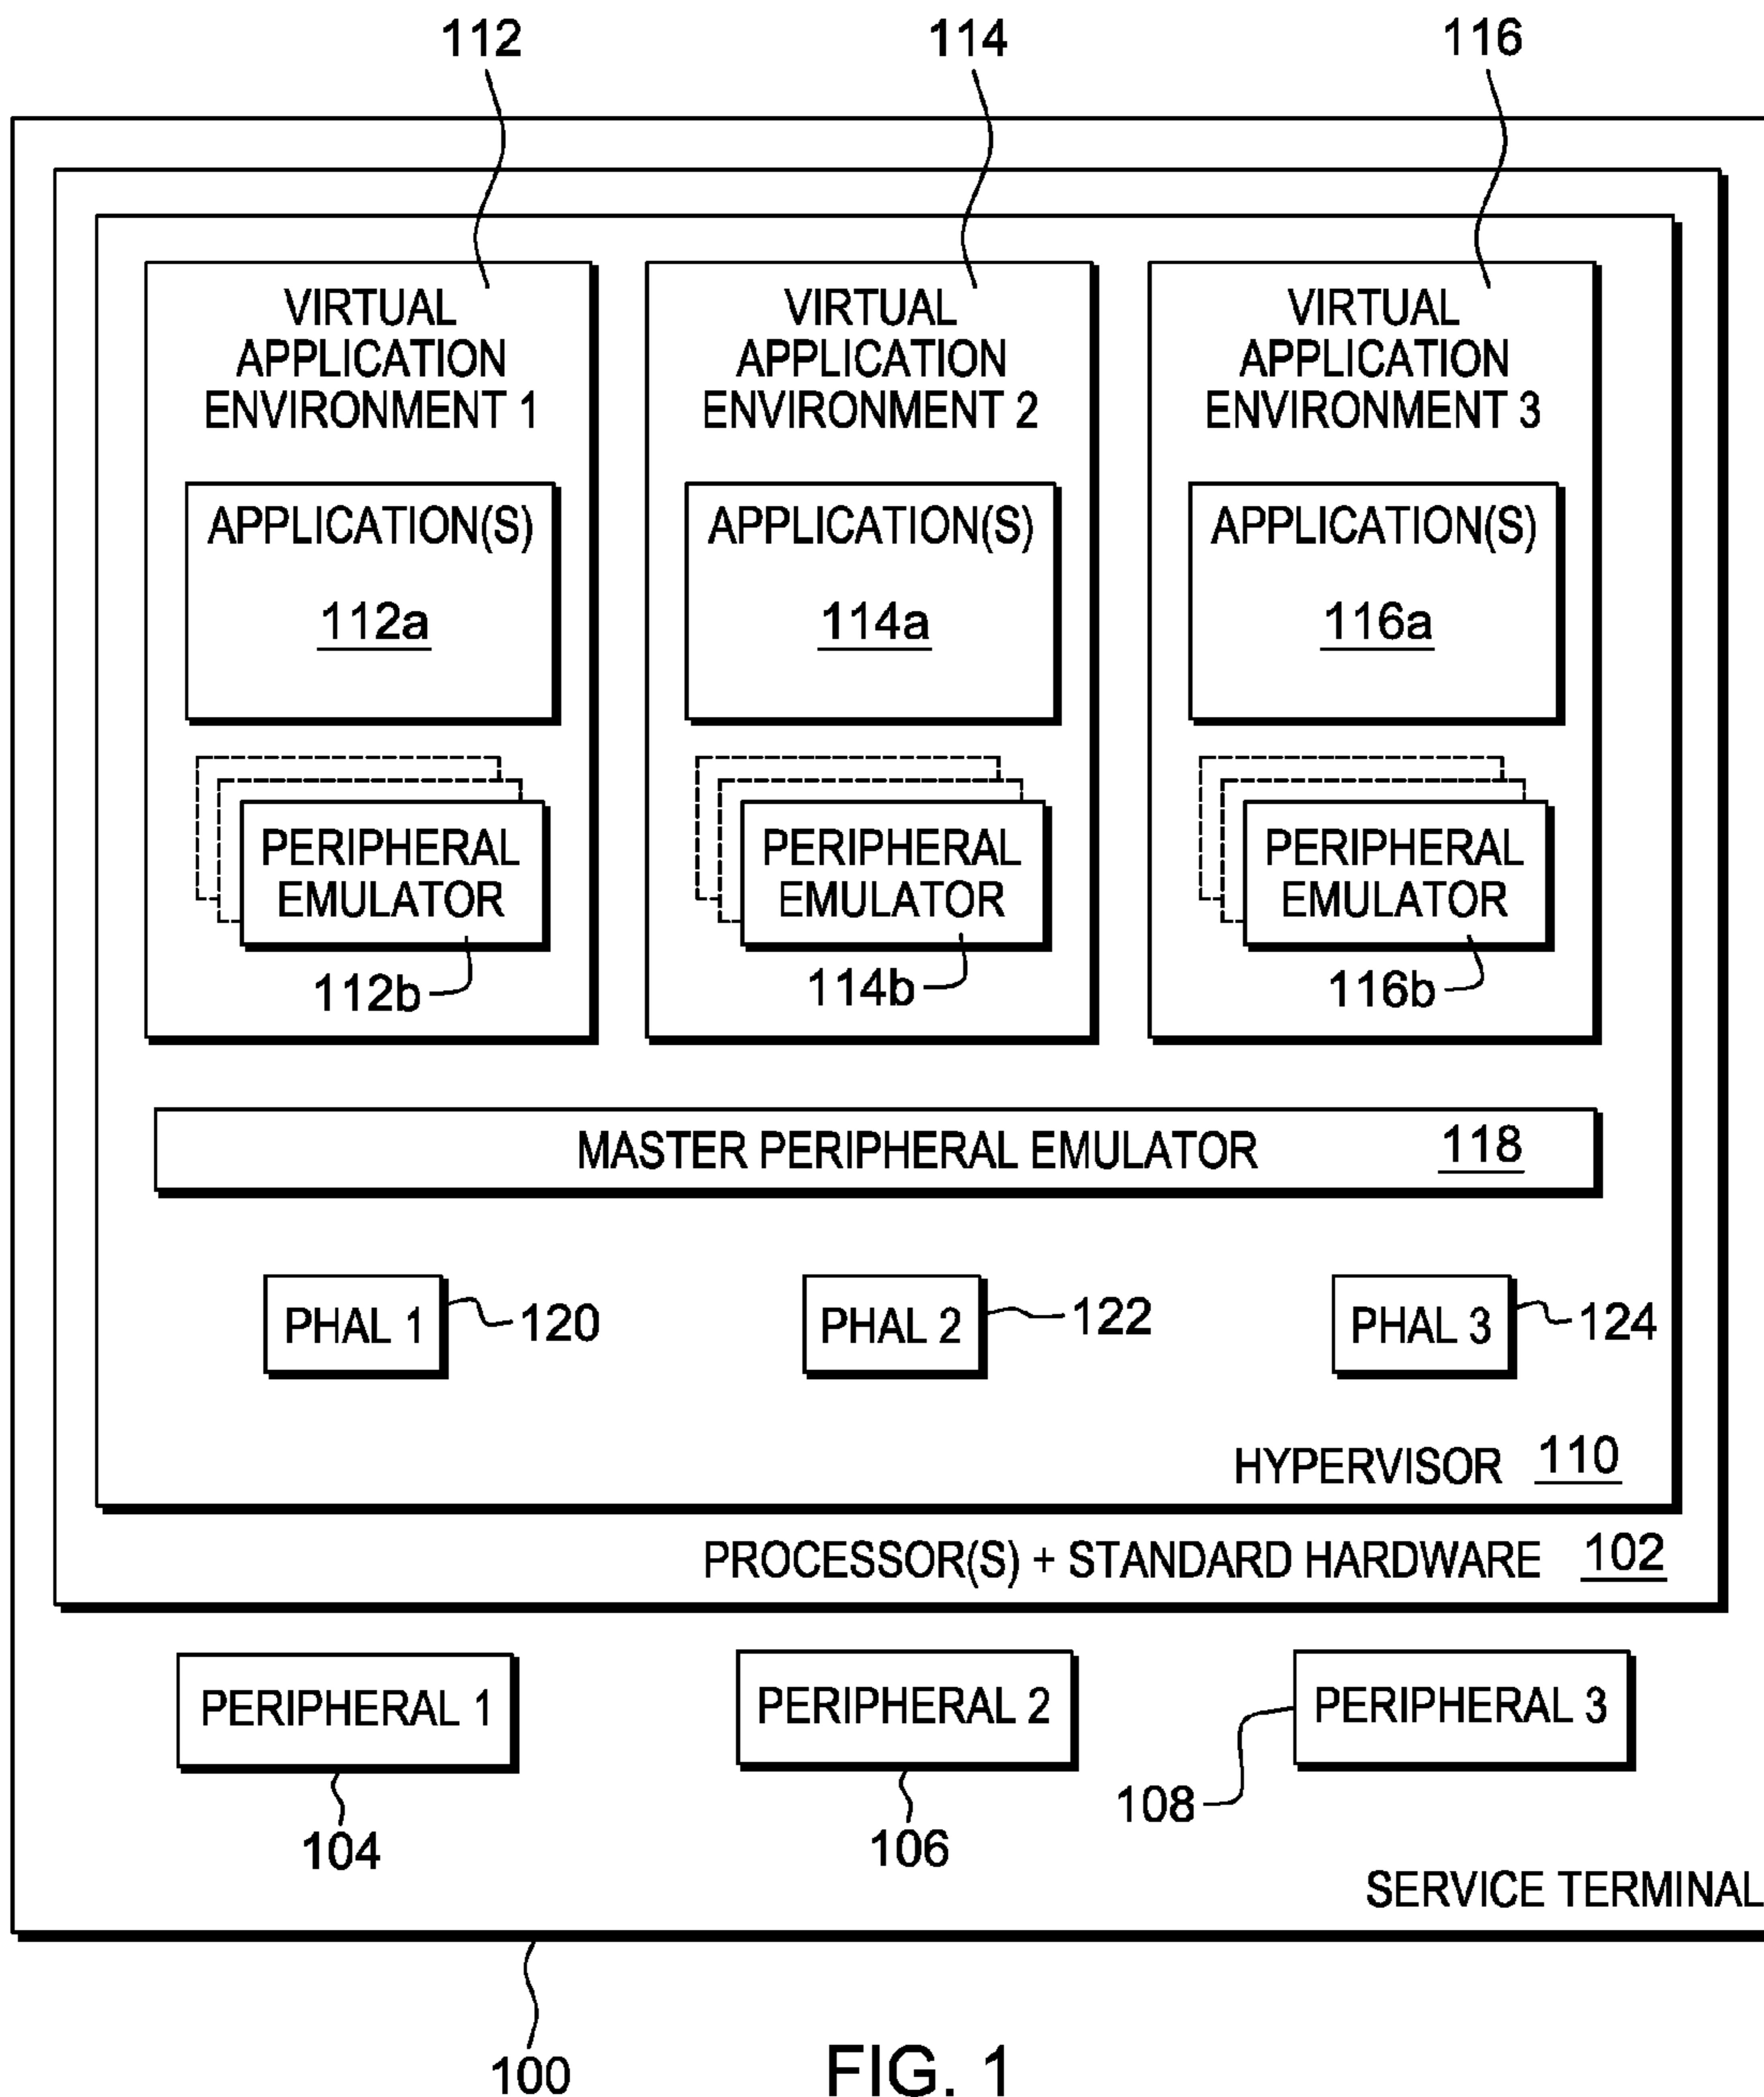 112
114
116
VIRTUAL
APPLICATION
ENVIRONMENT 1
VIRTUAL
APPLICATION
ENVIRONMENT 2
VIRTUAL
APPLICATION
ENVIRONMENT 3
APPLICATION(S)
112a
APPLICATION(S)
114a
APPLICATION(S)
116a
PERIPHERAL
EMULATOR
112b
PERIPHERAL
EMULATOR
114b
PERIPHERAL
EMULATOR
116b
MASTER PERIPHERAL EMULATOR 118
PHAL 1
120
PHAL 2
122
PHAL 3
124
HYPERVISOR 110
PROCESSOR(S) + STANDARD HARDWARE 102
PERIPHERAL 1
104
PERIPHERAL 2
106
PERIPHERAL 3
108
SERVICE TERMINAL
100
FIG. 1